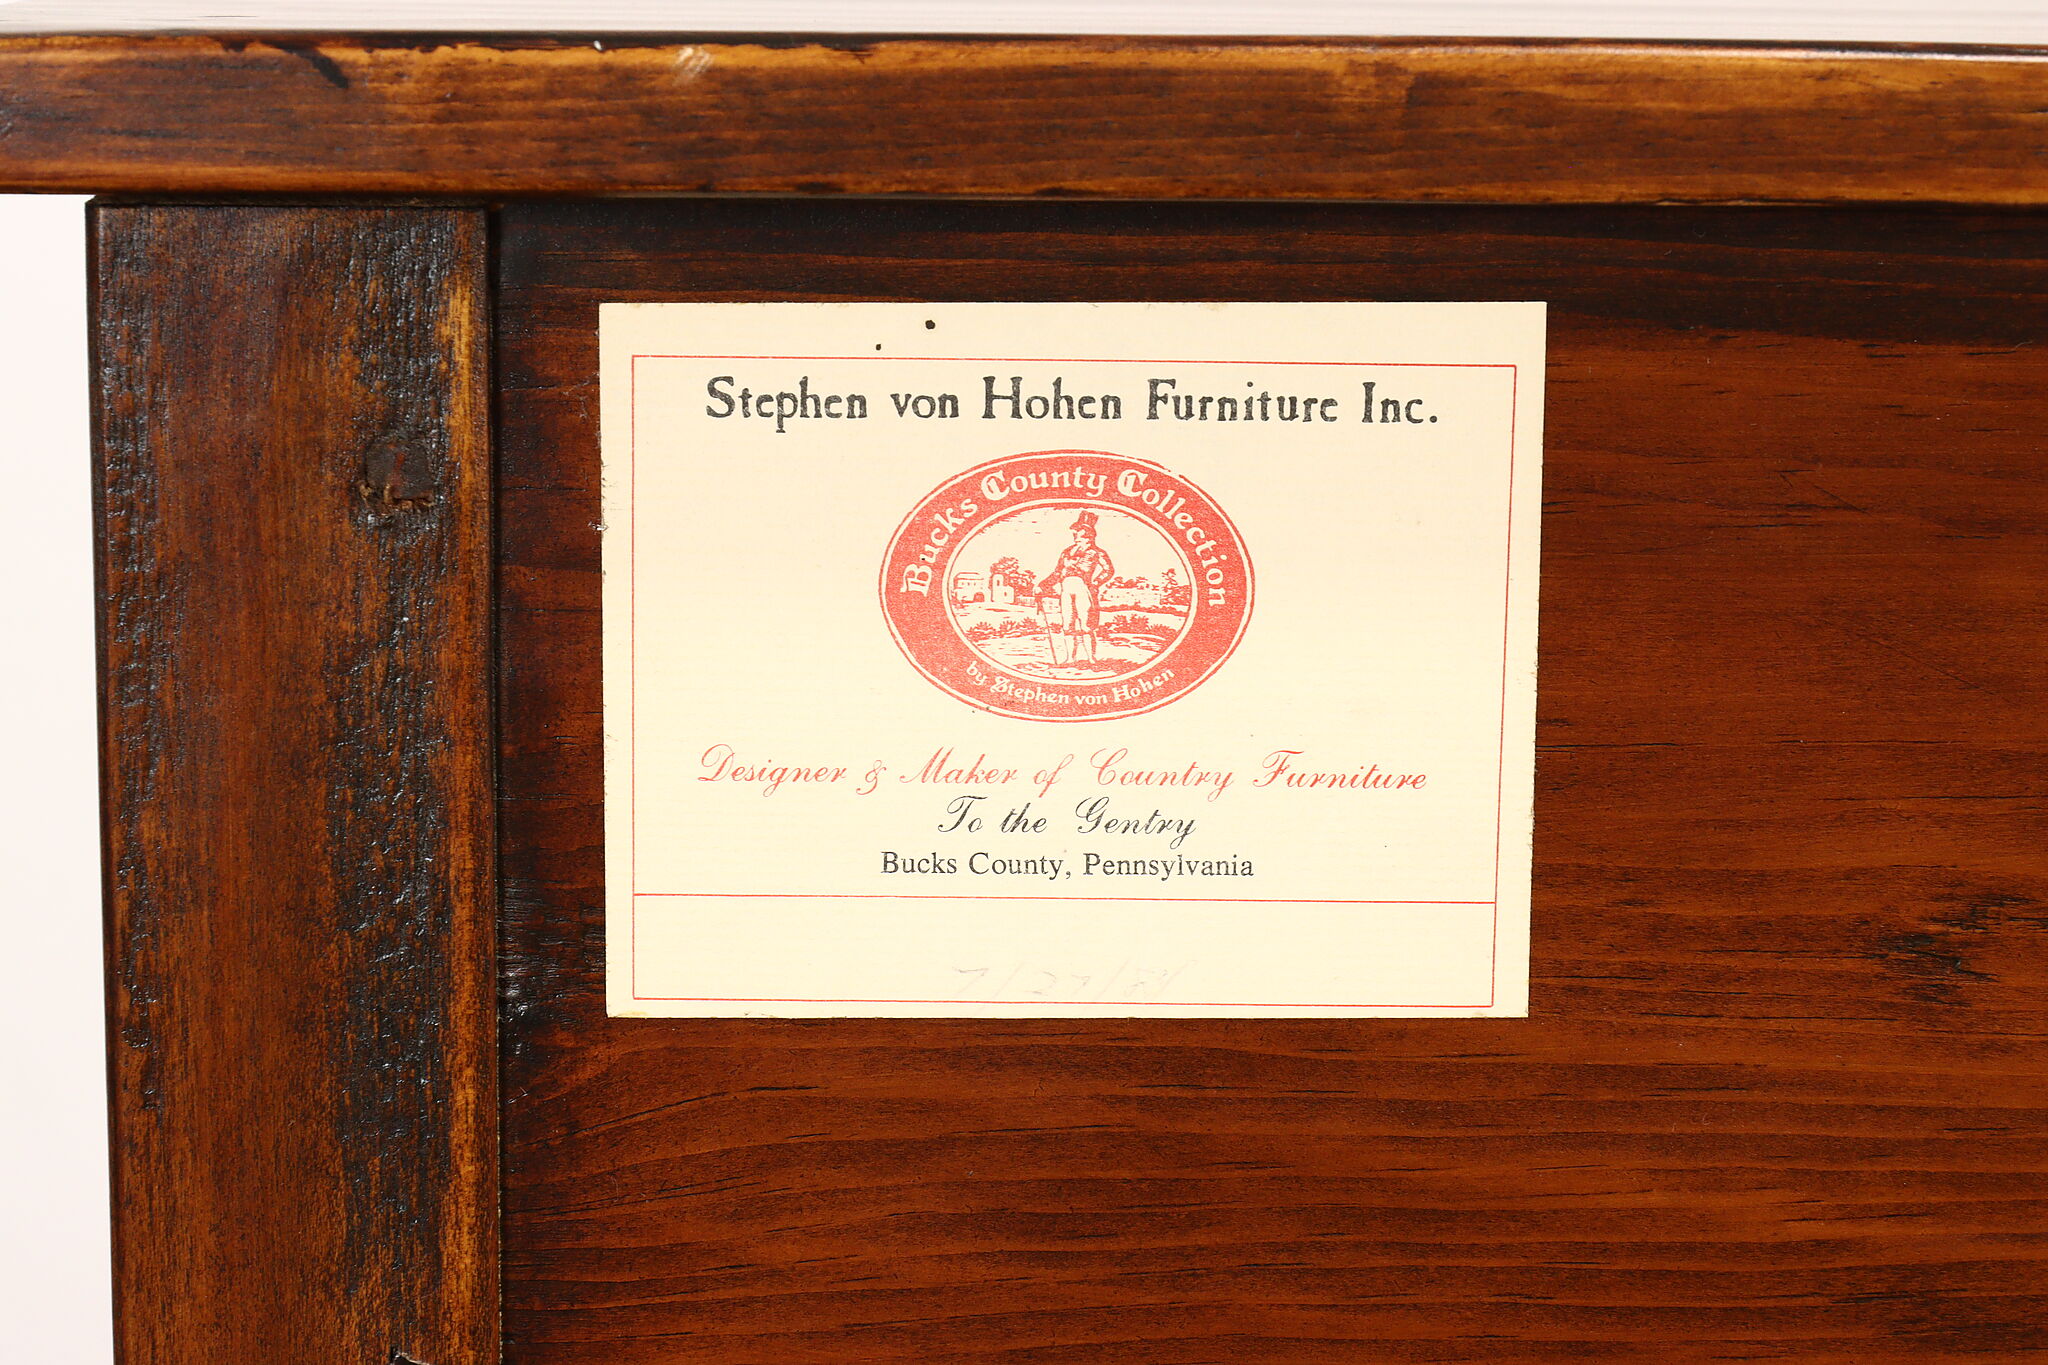 Stephen von Hohen Furniture Inc.
Bucks County Collection
by Stephen von Hohen
Designer & Maker of Country Furniture
To the Gentry
Bucks County, Pennsylvania